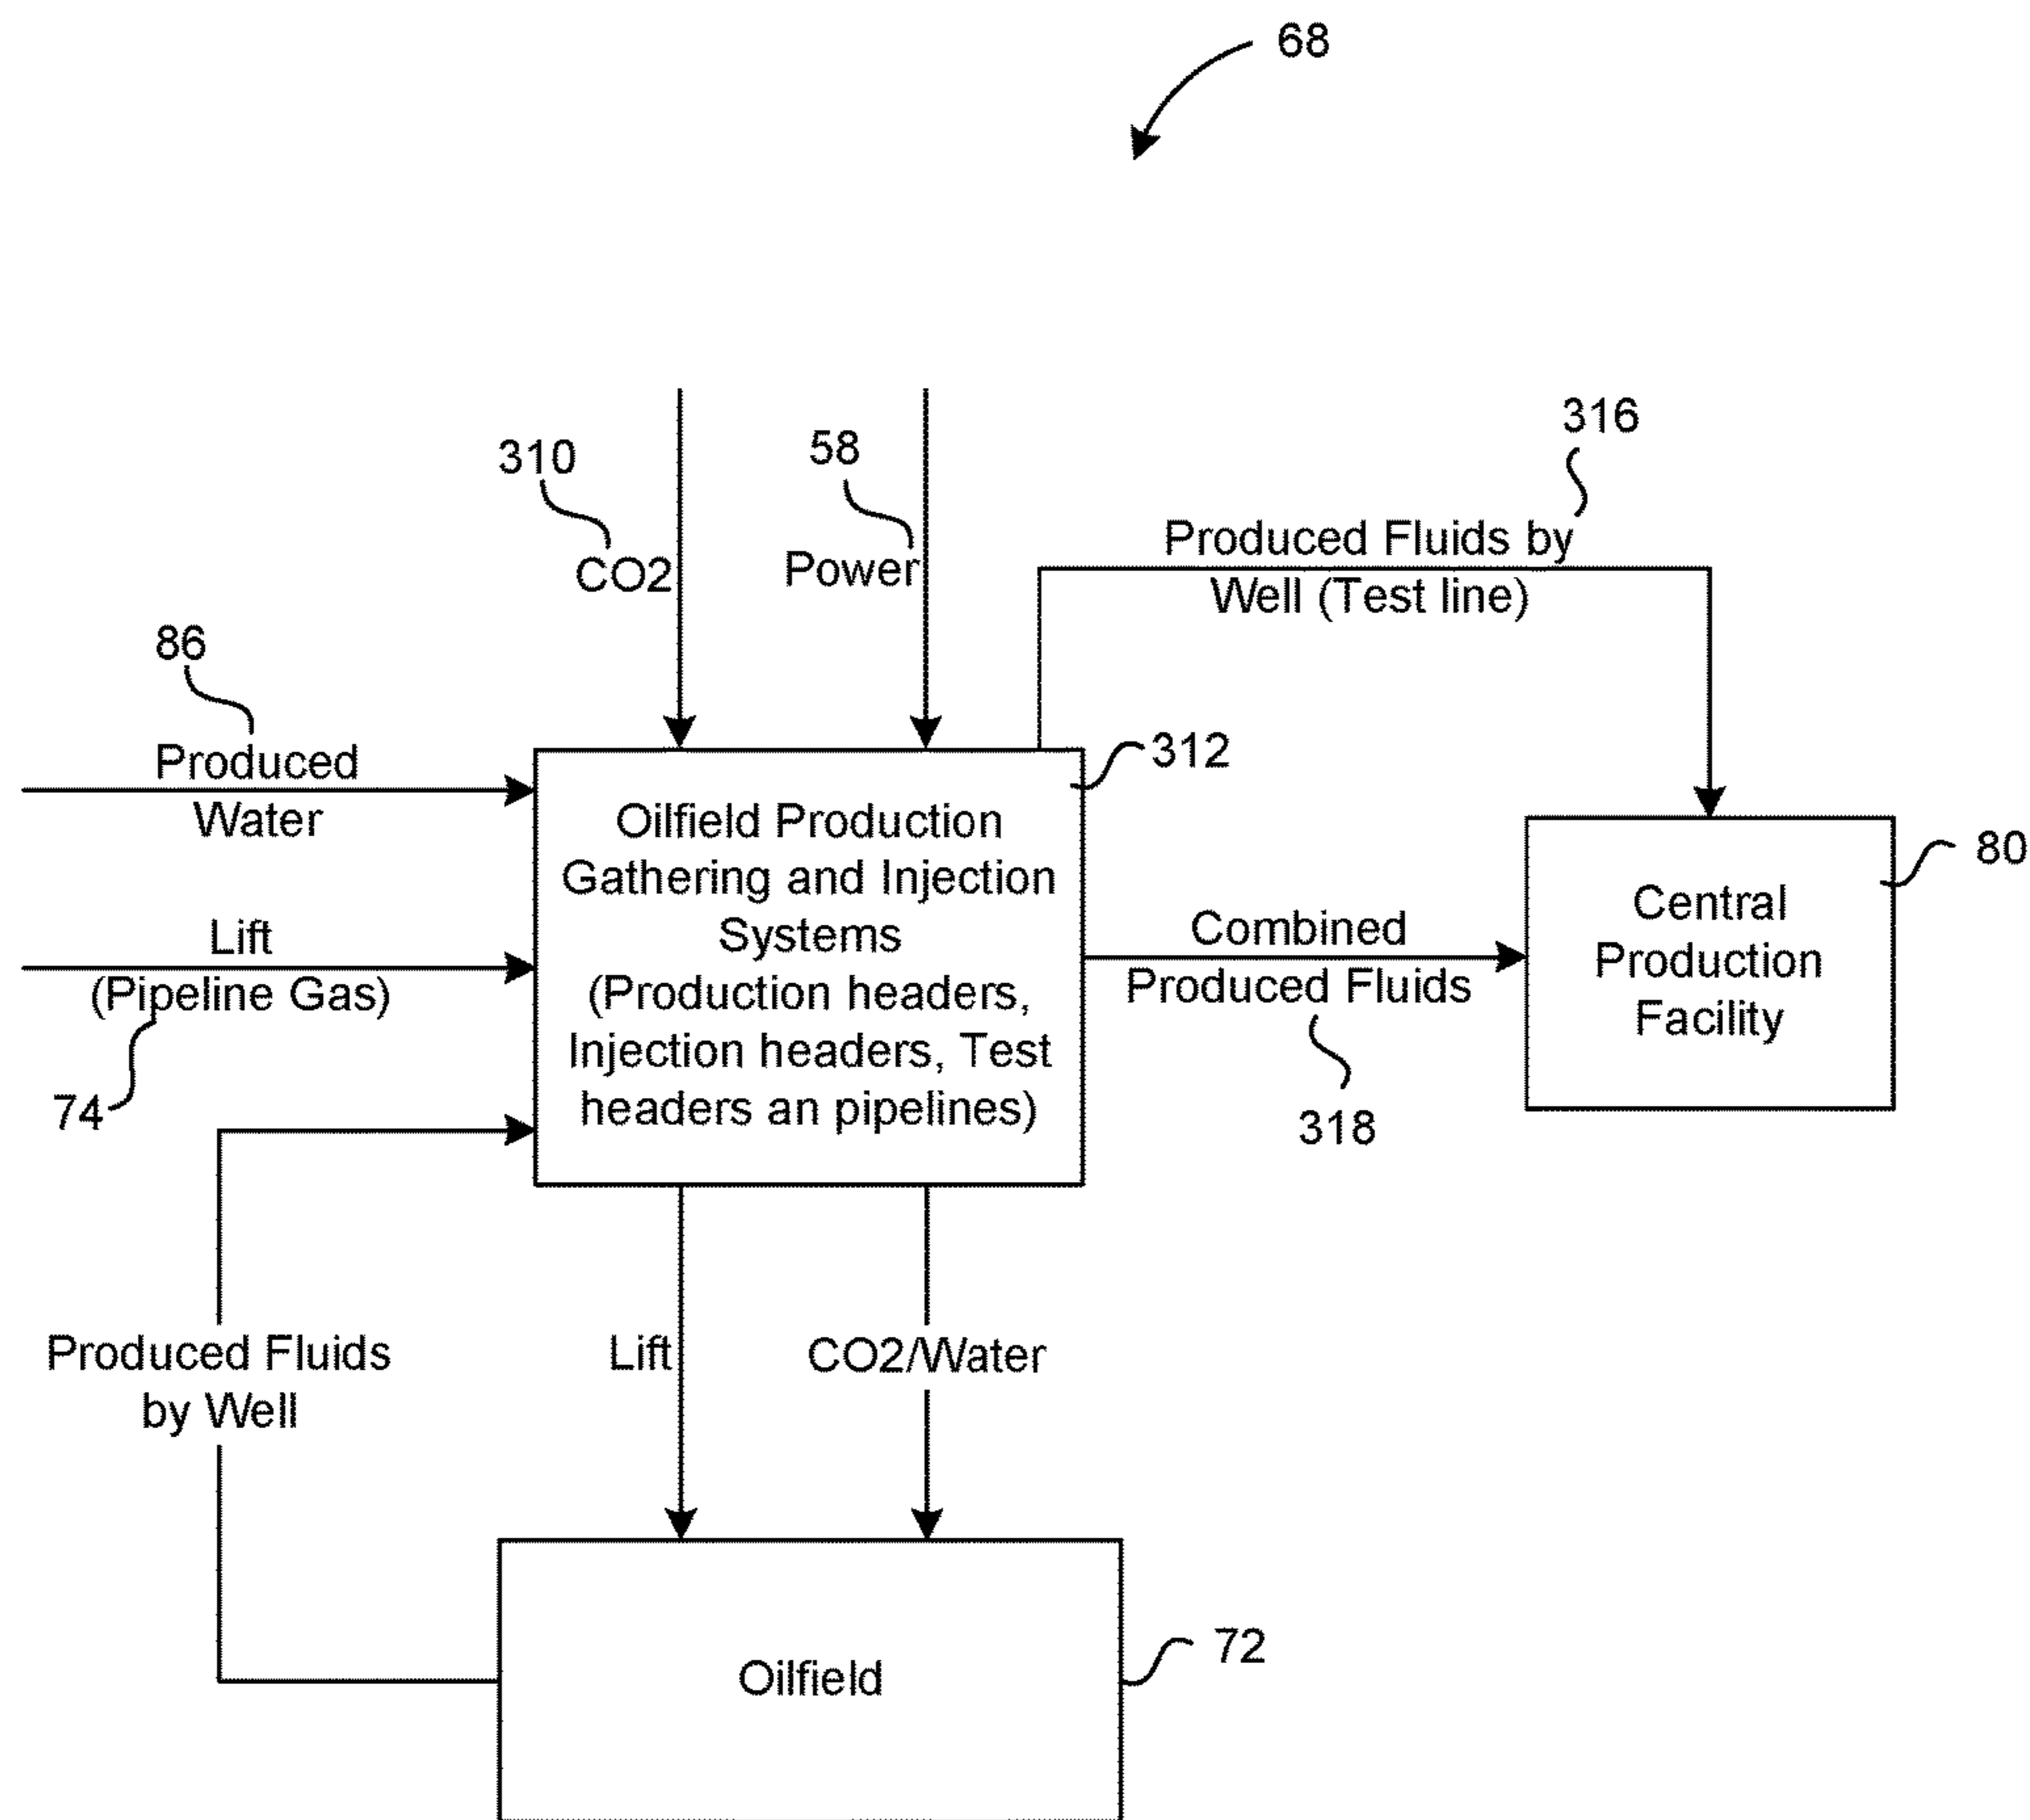 68
316
310
58
Produced Fluids by
Well (Test line)
CO2
Power
86
312
Produced
Water
Oilfield Production
Gathering and Injection
Systems
(Production headers,
Injection headers, Test
headers an pipelines)
80
Central
Production
Facility
Lift
(Pipeline Gas)
Combined
Produced Fluids
74
318
Produced Fluids
by Well
Lift
CO2/Water
72
Oilfield